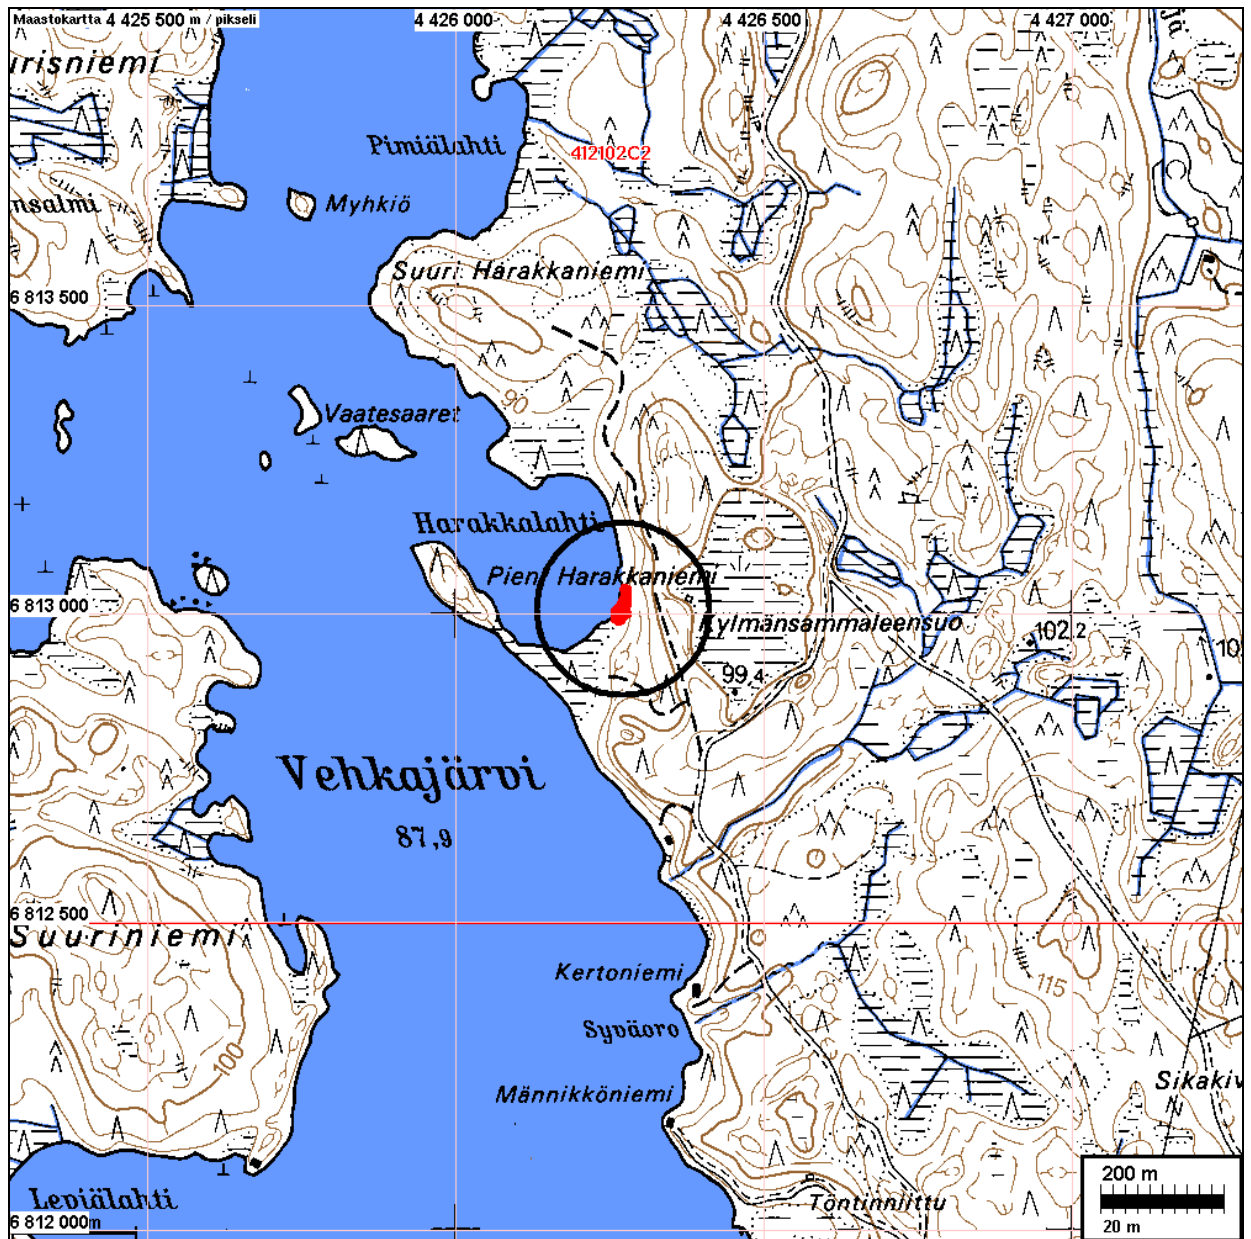 Maastokartta 4 425 500 m / pikseli
4 426 000
4 426 500
4 427 000
jä
irisniemi
Pimiälahti
412102C2
nsalmi
Myhkiö
Suuri Harakkaniemi
6 813 500
90
Vaatesaaret
Harakkalahti
Pieni Harakkaniemi
6 813 000
Kylmänsammaleensuo
102,2
10
99,4
Vehkajärvi
87,9
6 812 500
Suuriniemi
Kertoniemi
115
Syväoro
100
Männikköniemi
Sikakiv
200 m
Leviälahti
Töntinniittu
6 812 000m
20 m